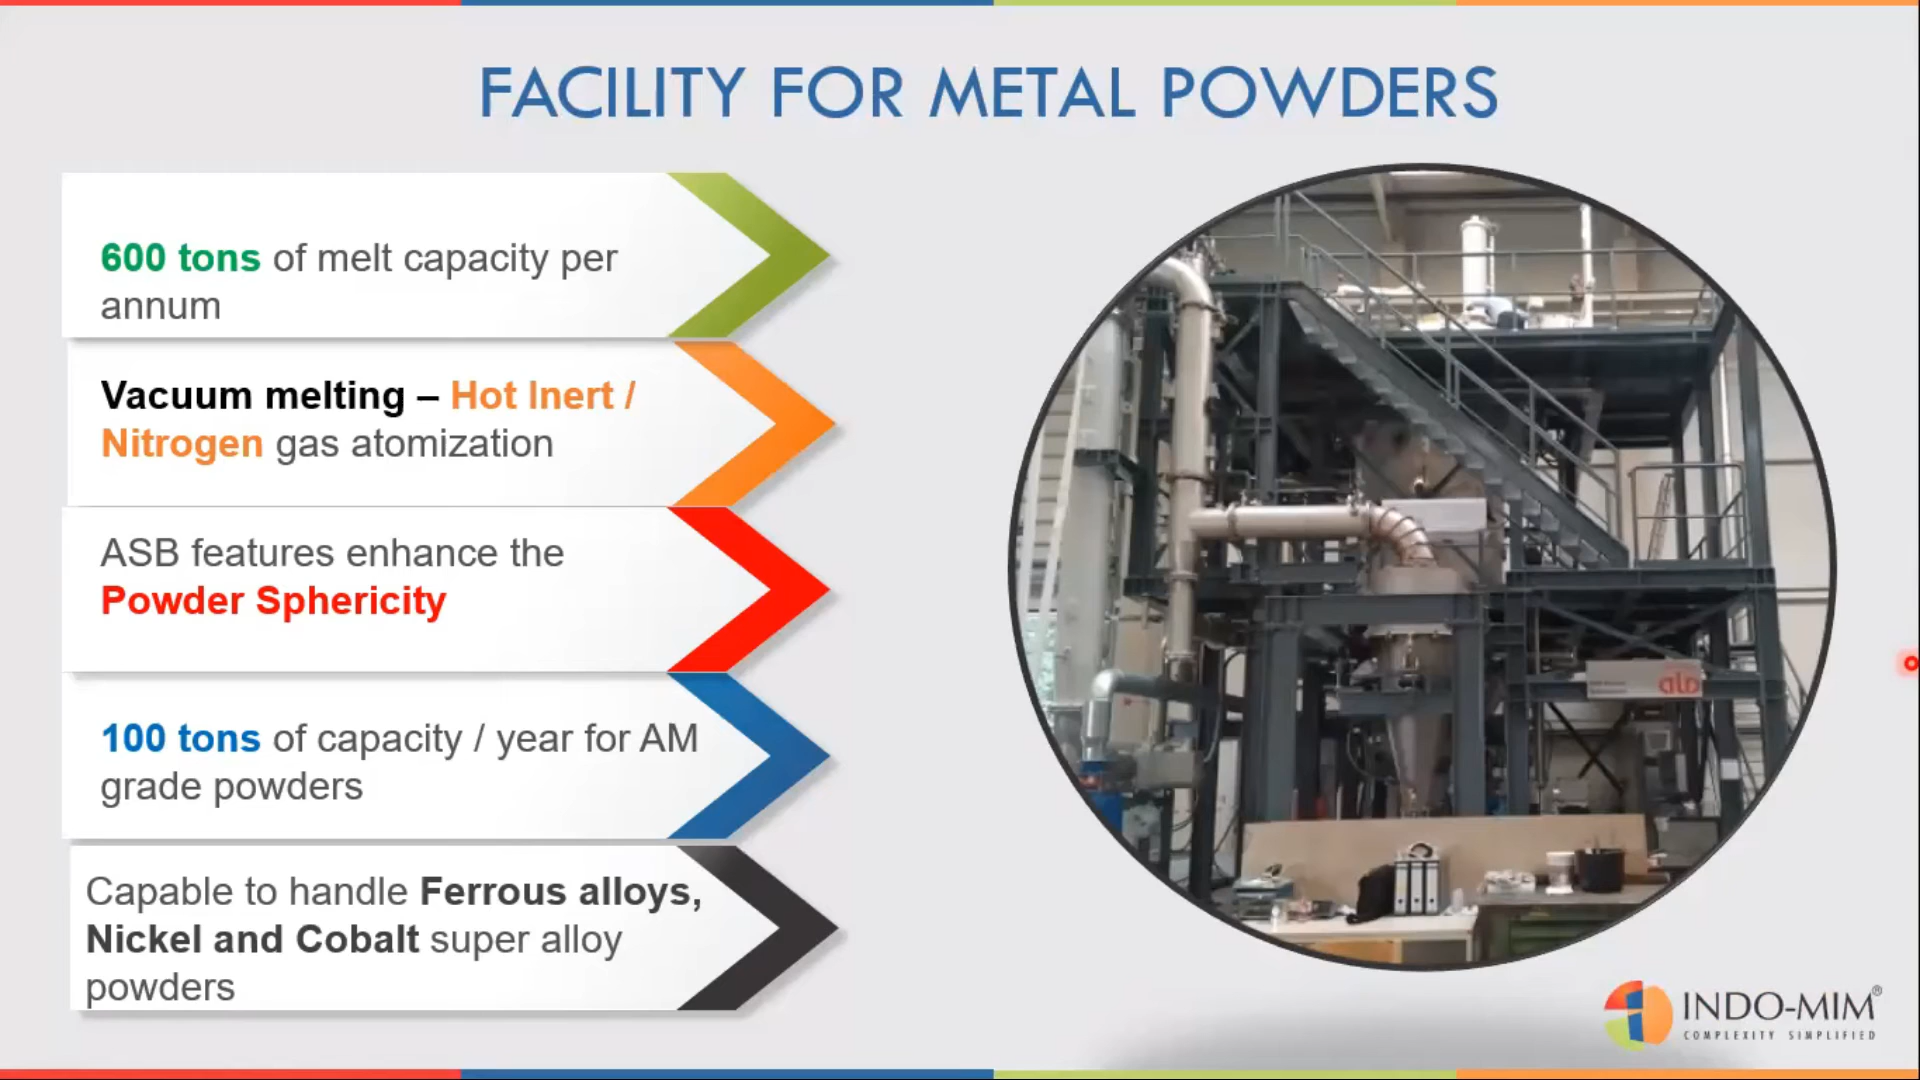 FACILITY FOR METAL POWDERS
600 tons of melt capacity per
annum
Vacuum melting – Hot Inert /
Nitrogen gas atomization
ASB features enhance the
Powder Sphericity
100 tons of capacity / year for AM
grade powders
Capable to handle Ferrous alloys,
Nickel and Cobalt super alloy
powders
ald
INDO-MIM®
COMPLEXITY SIMPLIFIED